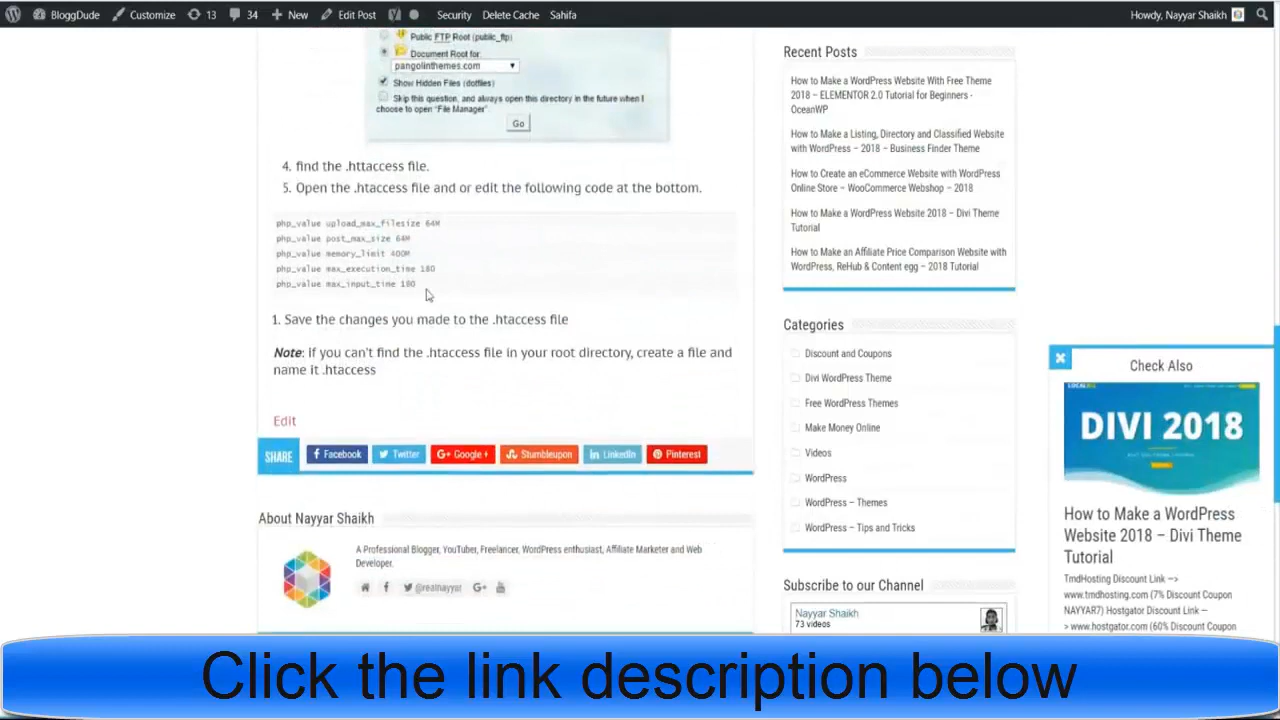 BloggDude Customize 13 34 New Edit Post Security Delete Cache Sahifa Howdy, Nayyar Shaikh
Public FTP Root (public_ftp)
Document Root for:
pangolinthemes.com
Show Hidden Files (dotfiles)
Skip this question, and always open this directory in the future when I
choose to open "File Manager".
Go
4. find the .httaccess file.
5. Open the .htaccess file and or edit the following code at the bottom.
php_value upload_max_filesize 64M
php_value post_max_size 64M
php_value memory_limit 400M
php_value max_execution_time 180
php_value max_input_time 180
1. Save the changes you made to the .htaccess file
Note: if you can't find the .htaccess file in your root directory, create a file and
name it .htaccess
Edit
SHARE Facebook Twitter Google + Stumbleupon LinkedIn Pinterest
About Nayyar Shaikh
A Professional Blogger, YouTuber, Freelancer, WordPress enthusiast, Affiliate Marketer and Web
Developer.
@realnayyar
Recent Posts
How to Make a WordPress Website With Free Theme
2018 – ELEMENTOR 2.0 Tutorial for Beginners -
OceanWP
How to Make a Listing, Directory and Classified Website
with WordPress – 2018 – Business Finder Theme
How to Create an eCommerce Website with WordPress
Online Store – WooCommerce Webshop – 2018
How to Make a WordPress Website 2018 – Divi Theme
Tutorial
How to Make an Affiliate Price Comparison Website with
WordPress, ReHub & Content egg – 2018 Tutorial
Categories
Discount and Coupons
Divi WordPress Theme
Free WordPress Themes
Make Money Online
Videos
WordPress
WordPress – Themes
WordPress – Tips and Tricks
Subscribe to our Channel
Nayyar Shaikh
73 videos
Check Also
DIVI 2018
How to Make a WordPress
Website 2018 – Divi Theme
Tutorial
TmdHosting Discount Link —>
www.tmdhosting.com (7% Discount Coupon
NAYYAR7) Hostgator Discount Link —
> www.hostgator.com (60% Discount Coupon
Click the link description below